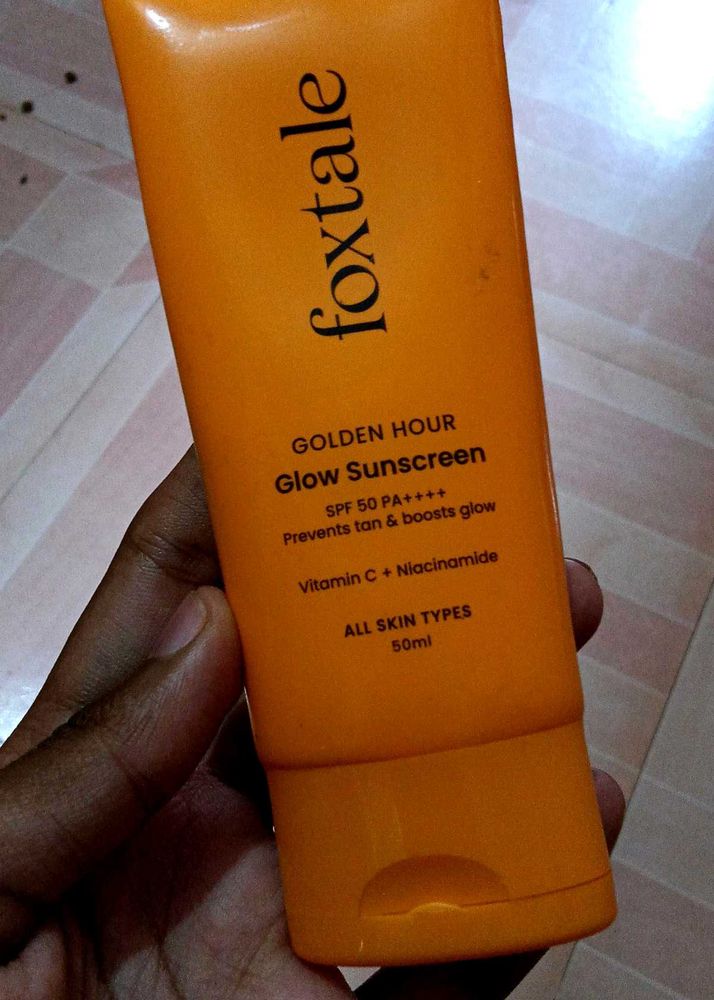 foxtale
GOLDEN HOUR
Glow Sunscreen
SPF 50 PA++++
Prevents tan & boosts glow
Vitamin C + Niacinamide
ALL SKIN TYPES
50ml